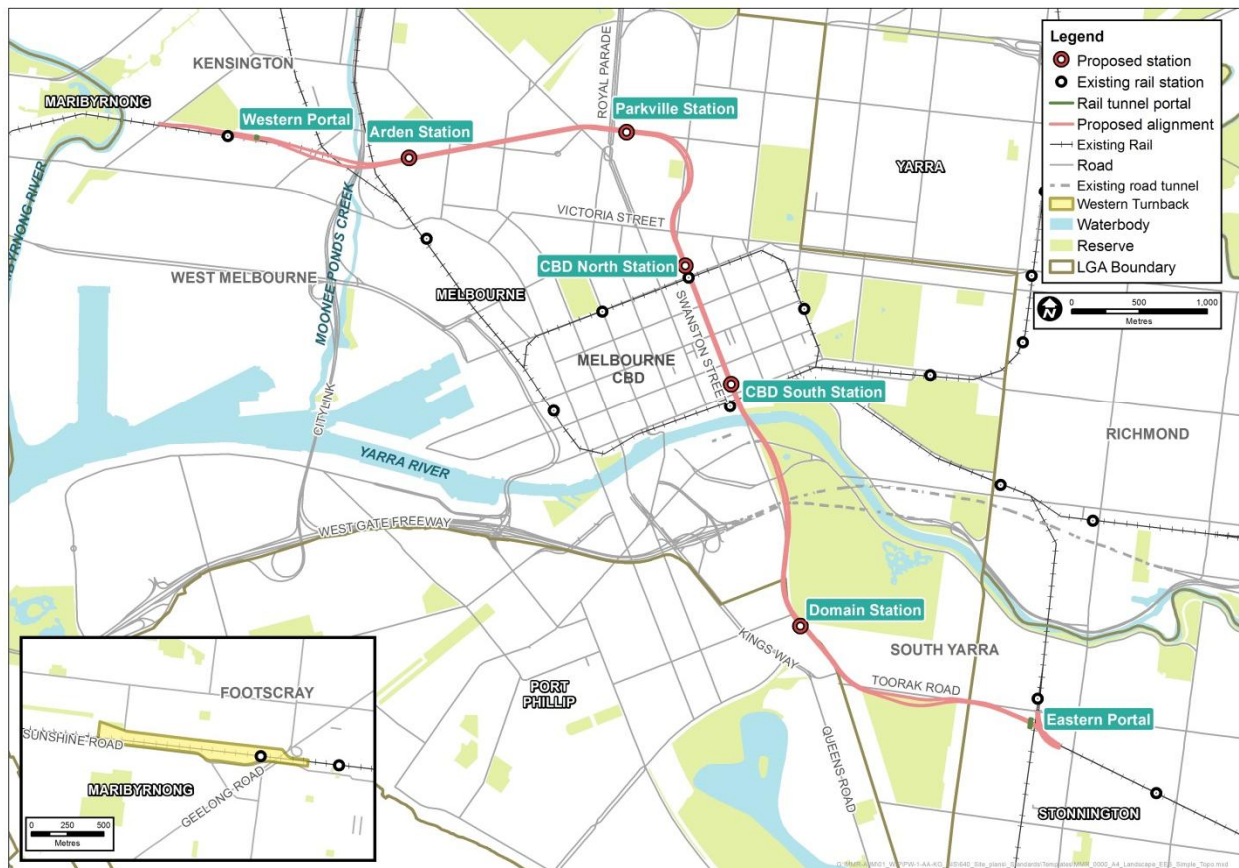 KENSINGTON
MARIBYRNONG
Western Portal
Arden Station
ROYAL PARADE
Parkville Station
YARRA
MARIBYRNONG RIVER
MOONEE PONDS CREEK
VICTORIA STREET
WEST MELBOURNE
MELBOURNE
CBD North Station
SWANSTON STREET
MELBOURNE
CBD
CBD South Station
CITYLINK
YARRA RIVER
RICHMOND
WEST GATE FREEWAY
Domain Station
KINGS WAY
SOUTH YARRA
TOORAK ROAD
PORT
PHILLIP
QUEENS ROAD
Eastern Portal
STONNINGTON
Legend
Proposed station
Existing rail station
Rail tunnel portal
Proposed alignment
Existing Rail
Road
Existing road tunnel
Western Turnback
Waterbody
Reserve
LGA Boundary
N
0 500 1,000
Metres
FOOTSCRAY
SUNSHINE ROAD
GEELONG ROAD
MARIBYRNONG
0 250 500
Metres